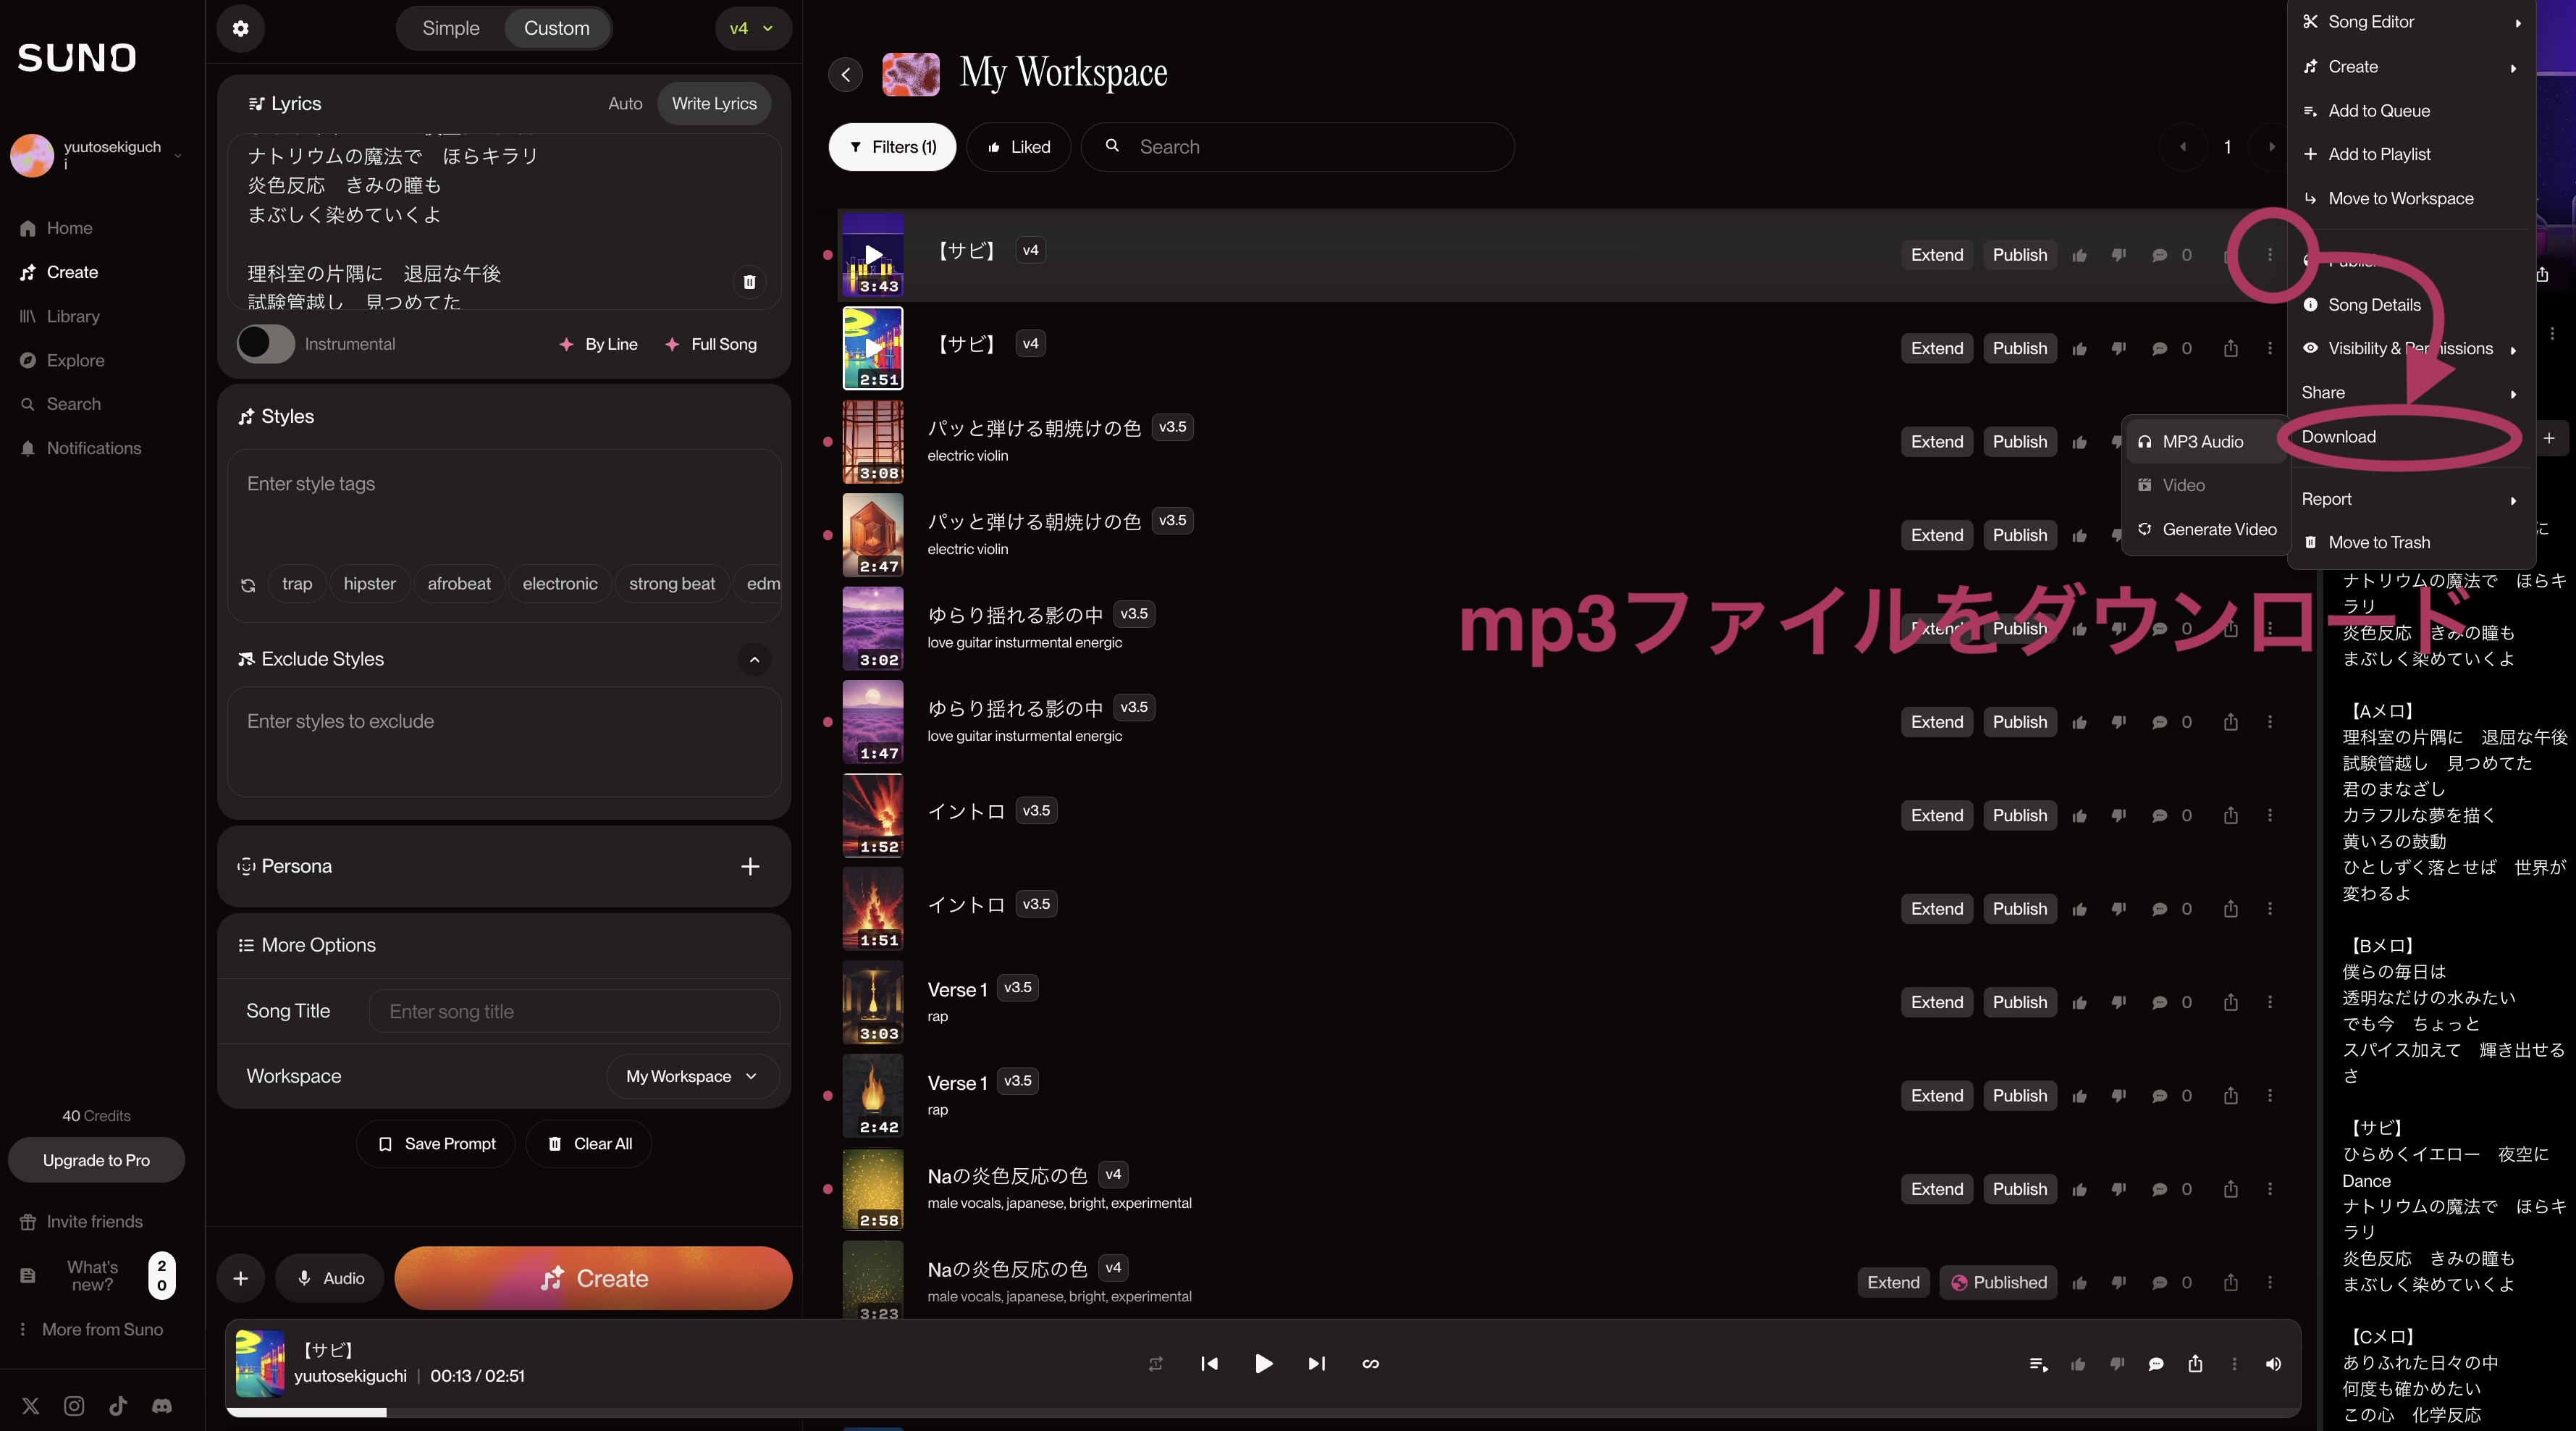 SUNO
yuutosekiguch
i
Home
Create
Library
Explore
Search
Notifications
40 Credits
Upgrade to Pro
Invite friends
What's
new?
2
0
More from Suno
Simple
Custom
v4
Lyrics
Auto
Write Lyrics
ナトリウムの魔法で　ほらキラリ
炎色反応　きみの瞳も
まぶしく染めていくよ
理科室の片隅に　退屈な午後
試験管越し　見つめてた
Instrumental
By Line
Full Song
Styles
Enter style tags
trap
hipster
afrobeat
electronic
strong beat
edm
Exclude Styles
Enter styles to exclude
Persona
More Options
Song Title
Enter song title
Workspace
My Workspace
Save Prompt
Clear All
Audio
Create
My Workspace
Filters (1)
Liked
Search
1
3:43
【サビ】 v4
Extend Publish 0
2:51
【サビ】 v4
Extend Publish 0
3:08
パッと弾ける朝焼けの色 v3.5
electric violin
Extend Publish
2:47
パッと弾ける朝焼けの色 v3.5
electric violin
Extend Publish
3:02
ゆらり揺れる影の中 v3.5
love guitar insturmental energic
Extend Publish 0
1:47
ゆらり揺れる影の中 v3.5
love guitar insturmental energic
Extend Publish 0
1:52
イントロ v3.5
Extend Publish 0
1:51
イントロ v3.5
Extend Publish 0
3:03
Verse 1 v3.5
rap
Extend Publish 0
2:42
Verse 1 v3.5
rap
Extend Publish 0
2:58
Naの炎色反応の色 v4
male vocals, japanese, bright, experimental
Extend Publish 0
3:23
Naの炎色反応の色 v4
male vocals, japanese, bright, experimental
Extend Published 0
mp3ファイルをダウンロード
Song Editor
Create
Add to Queue
Add to Playlist
Move to Workspace
Publish
Song Details
Visibility & Permissions
Share
Download
Report
Move to Trash
MP3 Audio
Video
Generate Video
に
ナトリウムの魔法で　ほらキ
ラリ
炎色反応　きみの瞳も
まぶしく染めていくよ
【Aメロ】
理科室の片隅に　退屈な午後
試験管越し　見つめてた
君のまなざし
カラフルな夢を描く
黄いろの鼓動
ひとしずく落とせば　世界が
変わるよ
【Bメロ】
僕らの毎日は
透明なだけの水みたい
でも今　ちょっと
スパイス加えて　輝き出せる
さ
【サビ】
ひらめくイエロー　夜空に
Dance
ナトリウムの魔法で　ほらキ
ラリ
炎色反応　きみの瞳も
まぶしく染めていくよ
【Cメロ】
ありふれた日々の中
何度も確かめたい
この心　化学反応
【サビ】
yuutosekiguchi | 00:13 / 02:51